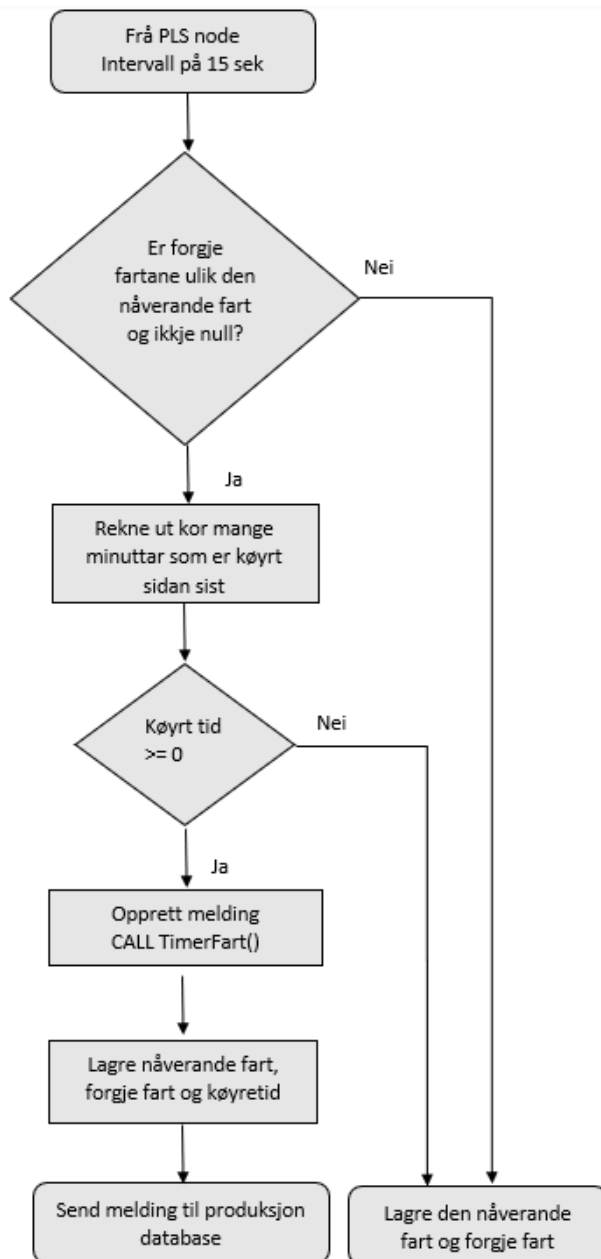 Frå PLS node
Intervall på 15 sek
Er forgje
fartane ulik den
nåverande fart
og ikkje null?
Nei
Ja
Rekne ut kor mange
minuttar som er køyrt
sidan sist
Køyrt tid
>= 0
Nei
Ja
Opprett melding
CALL TimerFart()
Lagre nåverande fart,
forgje fart og køyretid
Send melding til produksjon
database
Lagre den nåverande
fart og forgje fart